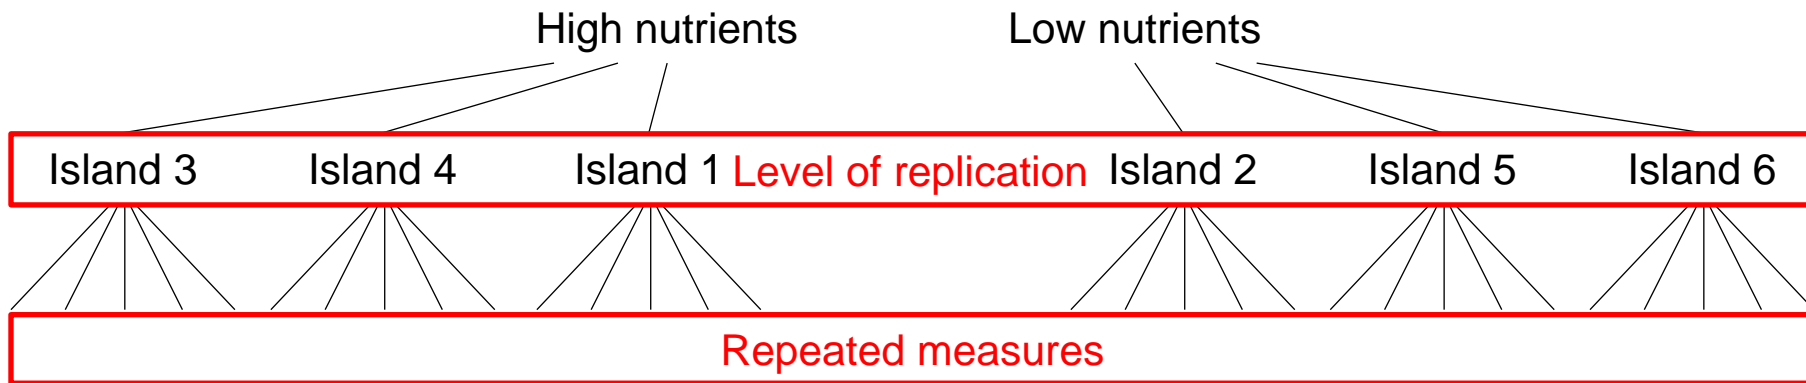 High nutrients Low nutrients
Island 3 Island 4 Island 1 Level of replication Island 2 Island 5 Island 6
Repeated measures